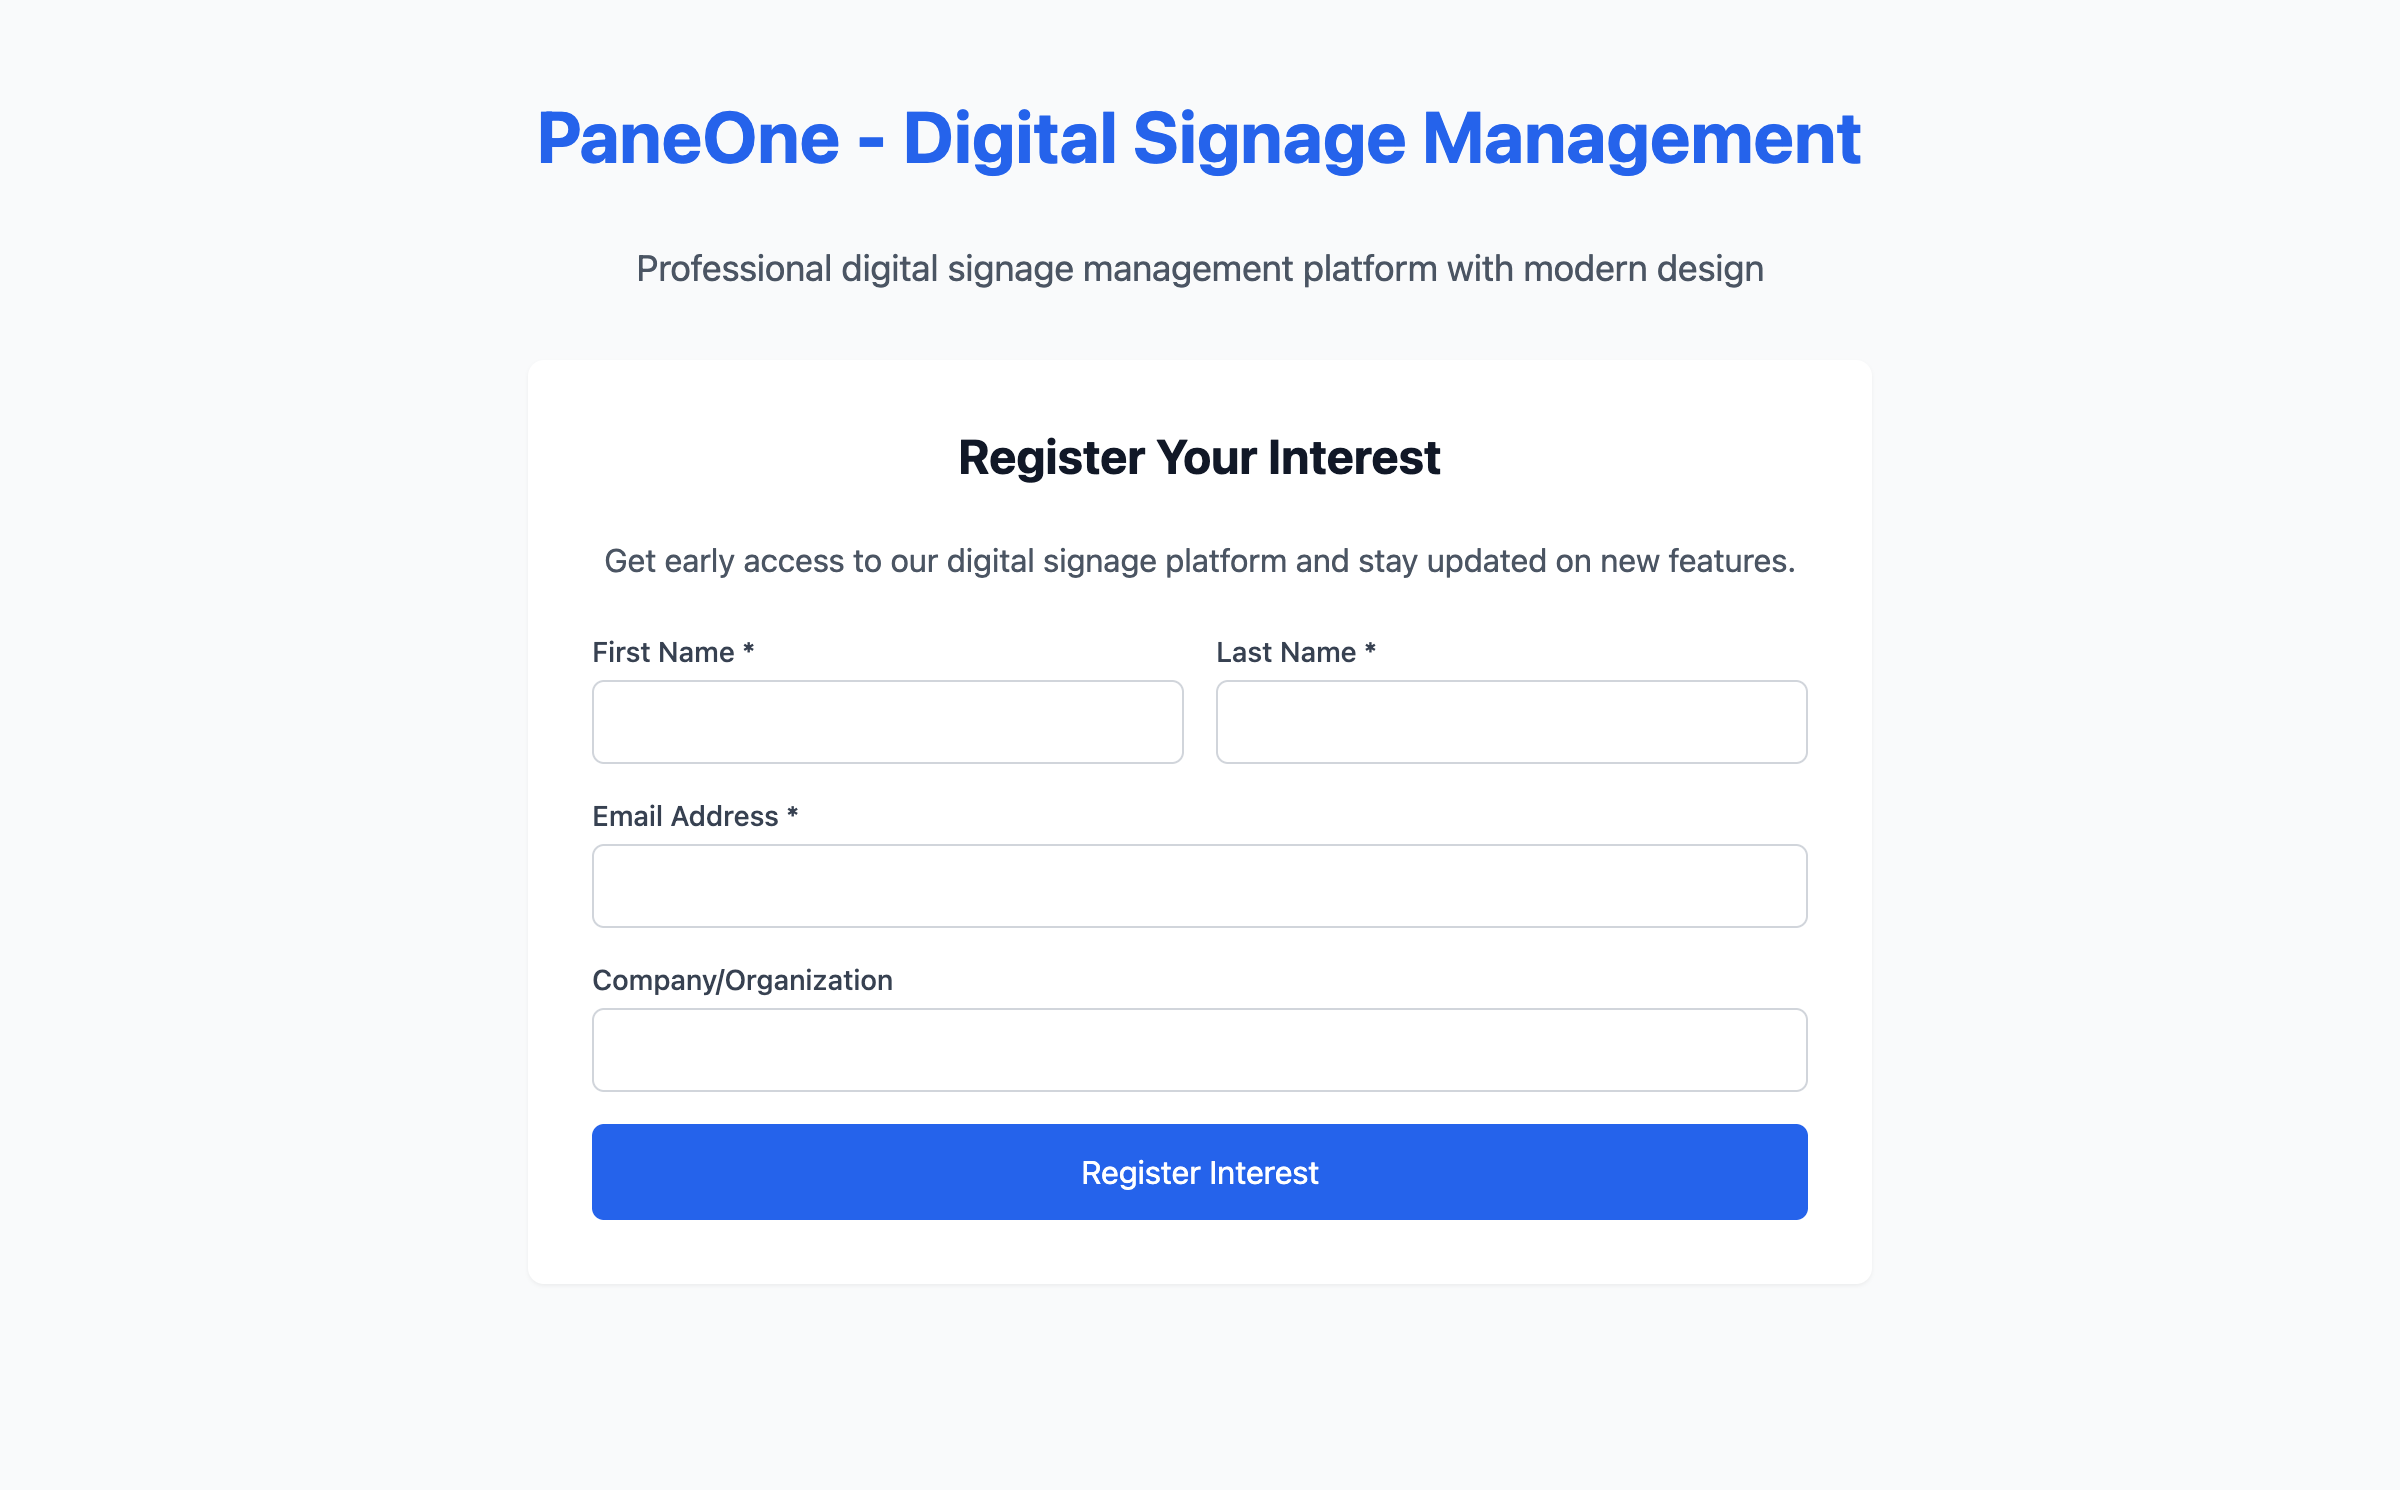 PaneOne - Digital Signage Management
Professional digital signage management platform with modern design
Register Your Interest
Get early access to our digital signage platform and stay updated on new features.
First Name *
Last Name *
Email Address *
Company/Organization
Register Interest